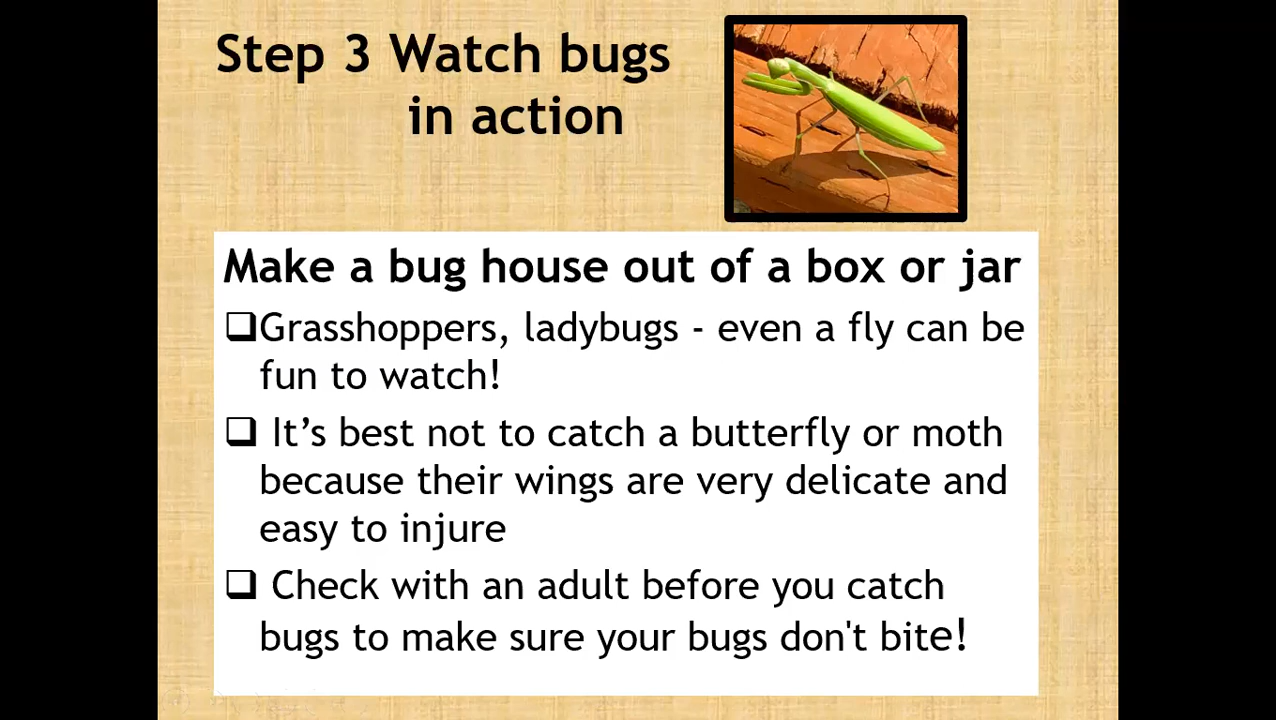 Step 3 Watch bugs
in action
Make a bug house out of a box or jar
❑Grasshoppers, ladybugs - even a fly can be
fun to watch!
❑ It’s best not to catch a butterfly or moth
because their wings are very delicate and
easy to injure
❑ Check with an adult before you catch
bugs to make sure your bugs don't bite!